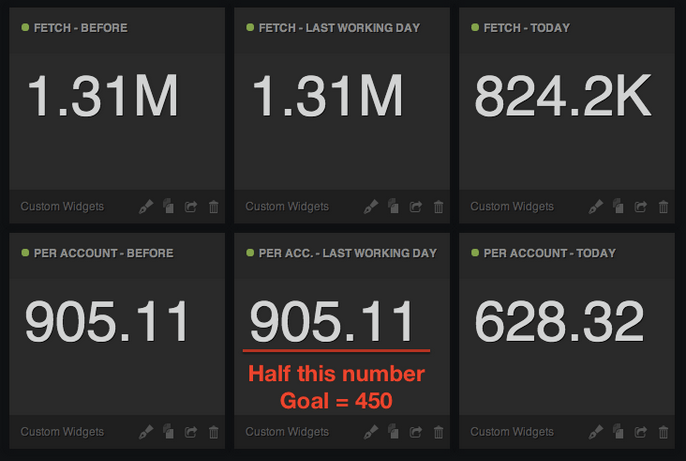 FETCH - BEFORE
1.31M
Custom Widgets
FETCH - LAST WORKING DAY
1.31M
Custom Widgets
FETCH - TODAY
824.2K
Custom Widgets
PER ACCOUNT - BEFORE
905.11
Custom Widgets
PER ACC. - LAST WORKING DAY
905.11
Half this number
Goal = 450
Custom Widgets
PER ACCOUNT - TODAY
628.32
Custom Widgets